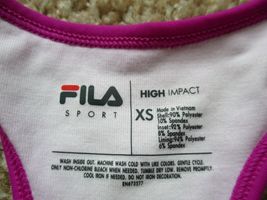 FILA
SPORT
HIGH IMPACT
XS
Made in Vietnam
Shell: 90% Polyester
10% Spandex
Inset: 92% Polyester
8% Spandex
Lining: 94% Polyester
6% Spandex
WASH INSIDE OUT. MACHINE WASH COLD WITH LIKE COLORS. GENTLE CYCLE.
ONLY NON-CHLORINE BLEACH WHEN NEEDED. TUMBLE DRY LOW. REMOVE PROMPTLY.
COOL IRON IF NEEDED. DO NOT IRON DECORATION.